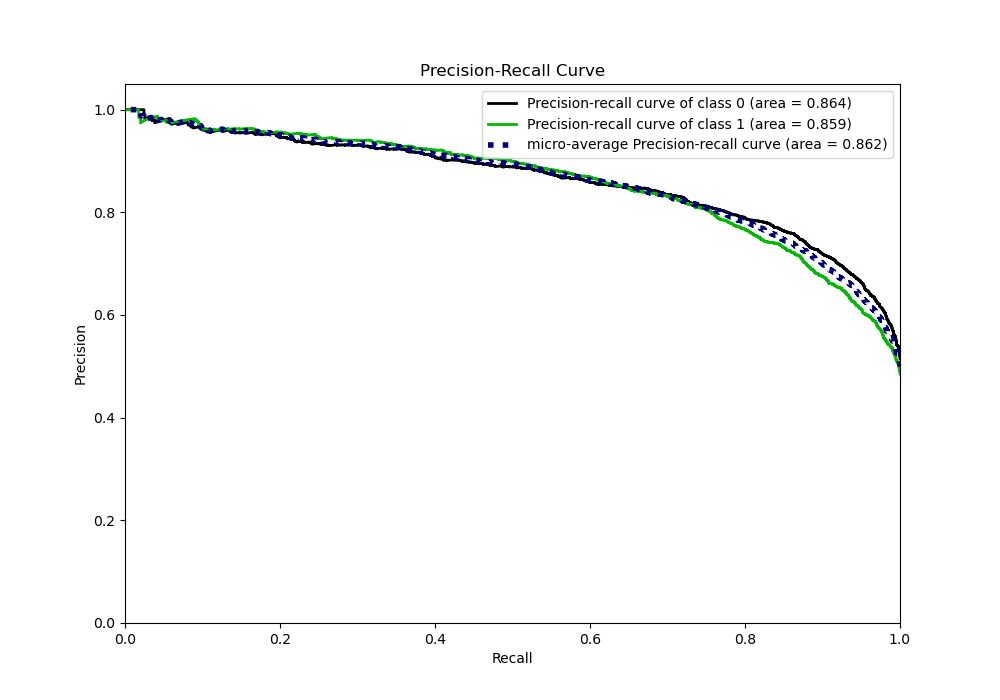 Precision-Recall Curve
Precision-recall curve of class 0 (area = 0.864)
Precision-recall curve of class 1 (area = 0.859)
micro-average Precision-recall curve (area = 0.862)
1.0
0.8
0.6
0.4
0.2
0.0
Precision
0.0 0.2 0.4 0.6 0.8 1.0
Recall